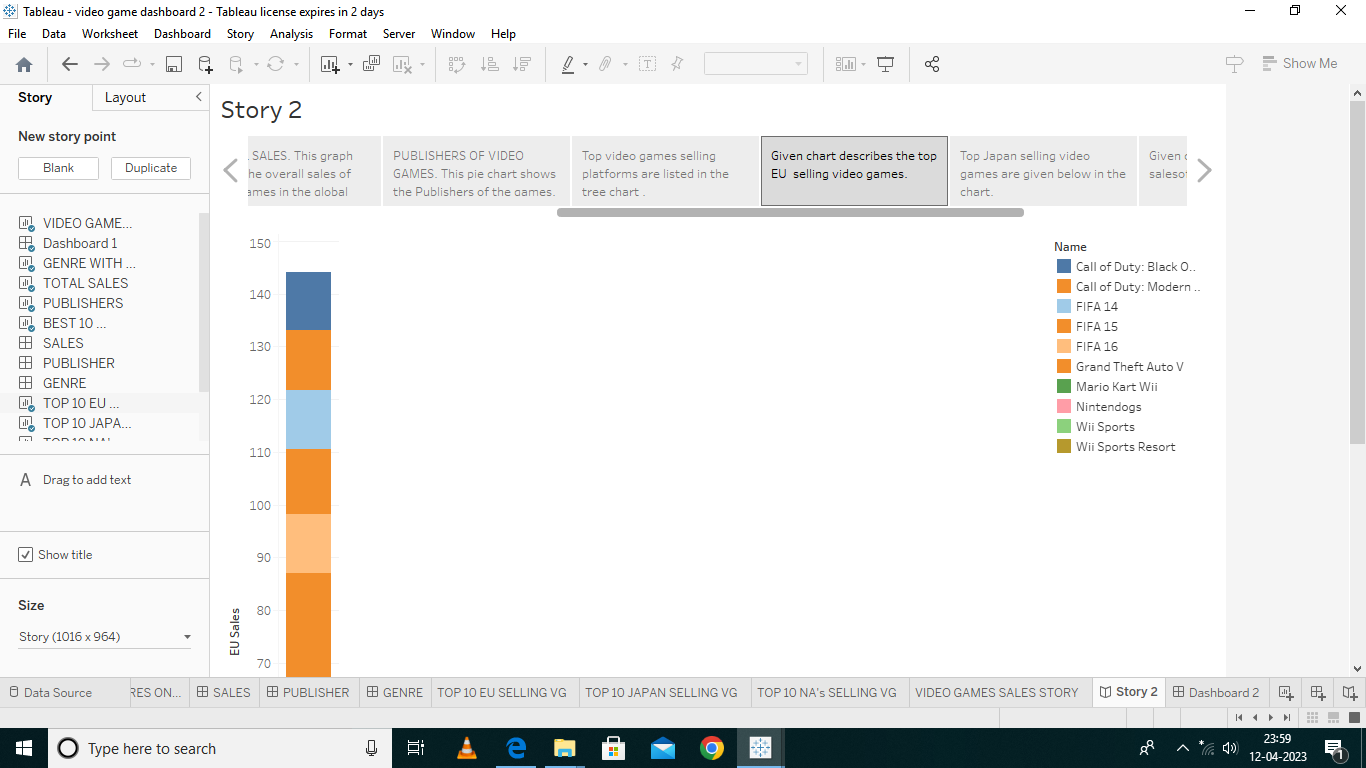 Tableau - video game dashboard 2 - Tableau license expires in 2 days
File Data Worksheet Dashboard Story Analysis Format Server Window Help
Show Me
Story Layout
New story point
Blank Duplicate
VIDEO GAME...
Dashboard 1
GENRE WITH ...
TOTAL SALES
PUBLISHERS
BEST 10 ...
SALES
PUBLISHER
GENRE
TOP 10 EU ...
TOP 10 JAPA...
A Drag to add text
Show title
Size
Story (1016 x 964)
Story 2
. SALES. This graph
he overall sales of
ames in the global
PUBLISHERS OF VIDEO
GAMES. This pie chart shows
the Publishers of the games.
Top video games selling
platforms are listed in the
tree chart .
Given chart describes the top
EU selling video games.
Top Japan selling video
games are given below in the
chart.
Given
salesof
150
140
130
120
110
100
90
80
70
EU Sales
Name
Call of Duty: Black O..
Call of Duty: Modern ..
FIFA 14
FIFA 15
FIFA 16
Grand Theft Auto V
Mario Kart Wii
Nintendogs
Wii Sports
Wii Sports Resort
Data Source RES ON... SALES PUBLISHER GENRE TOP 10 EU SELLING VG TOP 10 JAPAN SELLING VG TOP 10 NA's SELLING VG VIDEO GAMES SALES STORY Story 2 Dashboard 2
Type here to search
23:59
12-04-2023
1